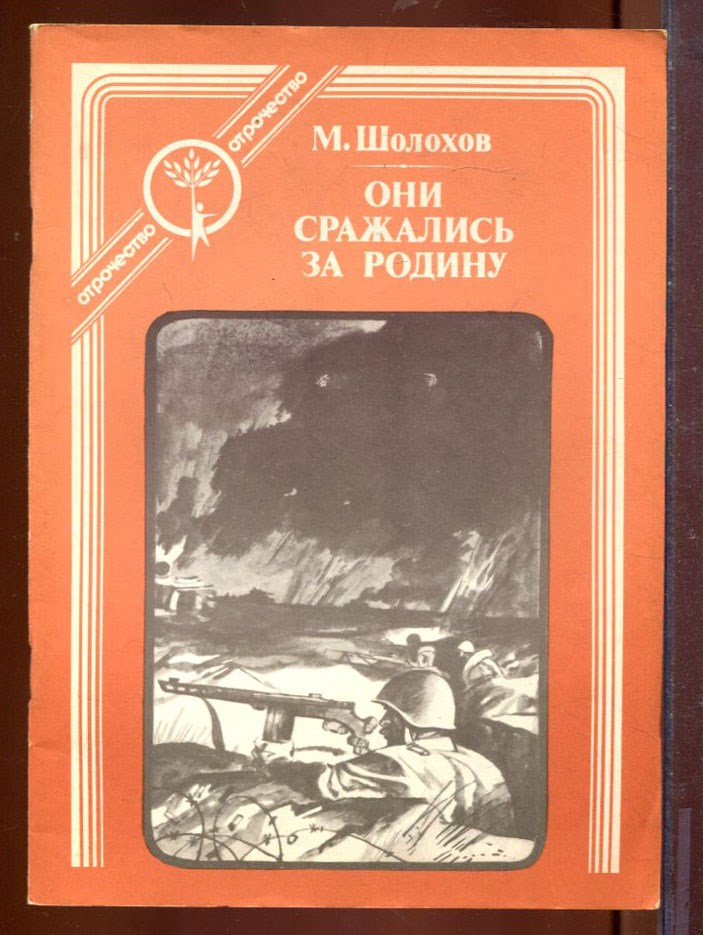 отрочество
отрочество
М. Шолохов
ОНИ
СРАЖАЛИСЬ
ЗА РОДИНУ